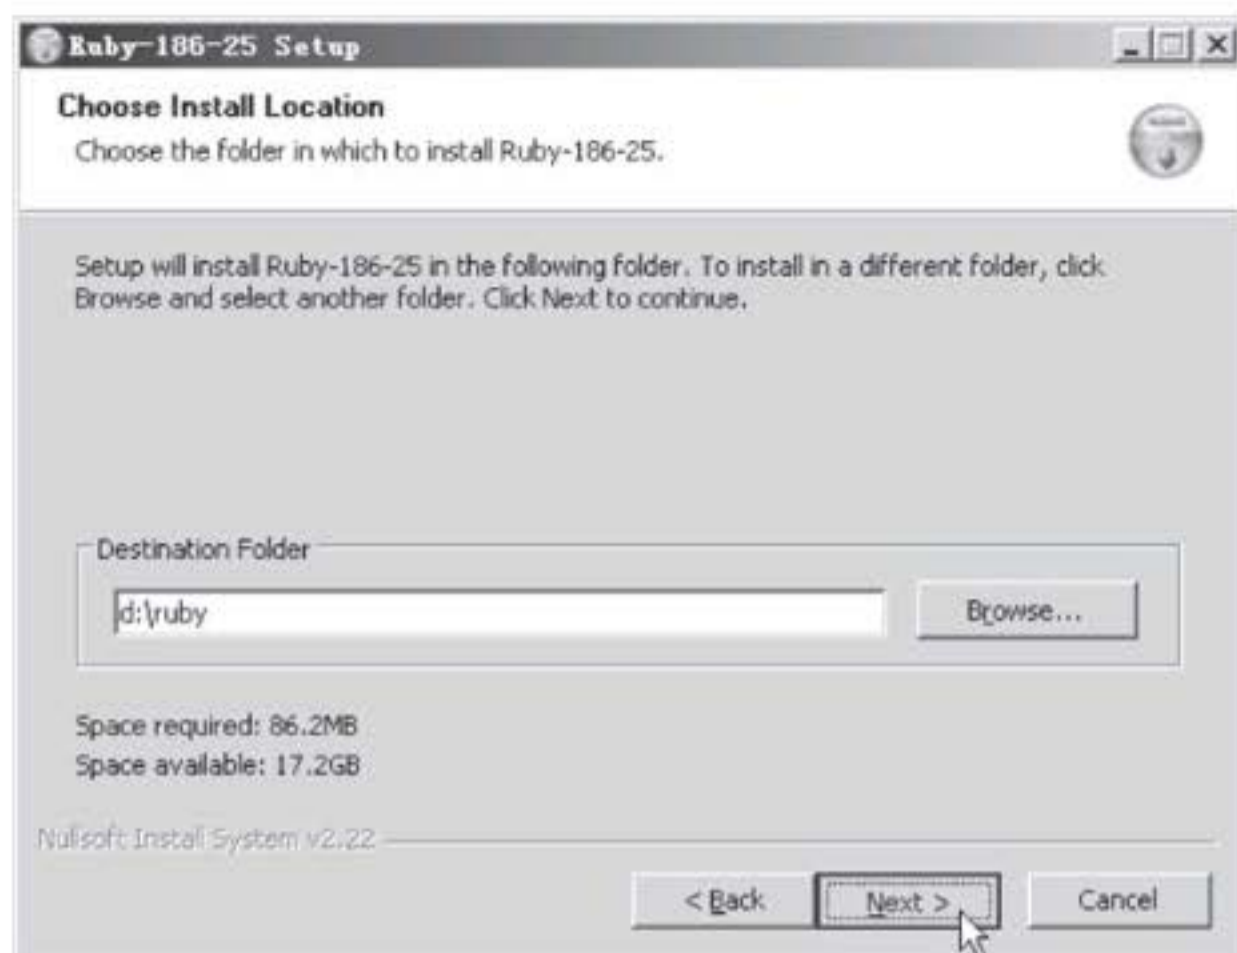 Ruby-186-25 Setup
Choose Install Location
Choose the folder in which to install Ruby-186-25.
Setup will install Ruby-186-25 in the following folder. To install in a different folder, click
Browse and select another folder. Click Next to continue.
Destination Folder
d:\ruby
Browse...
Space required: 86.2MB
Space available: 17.2GB
Nullsoft Install System v2.22
< Back
Next >
Cancel